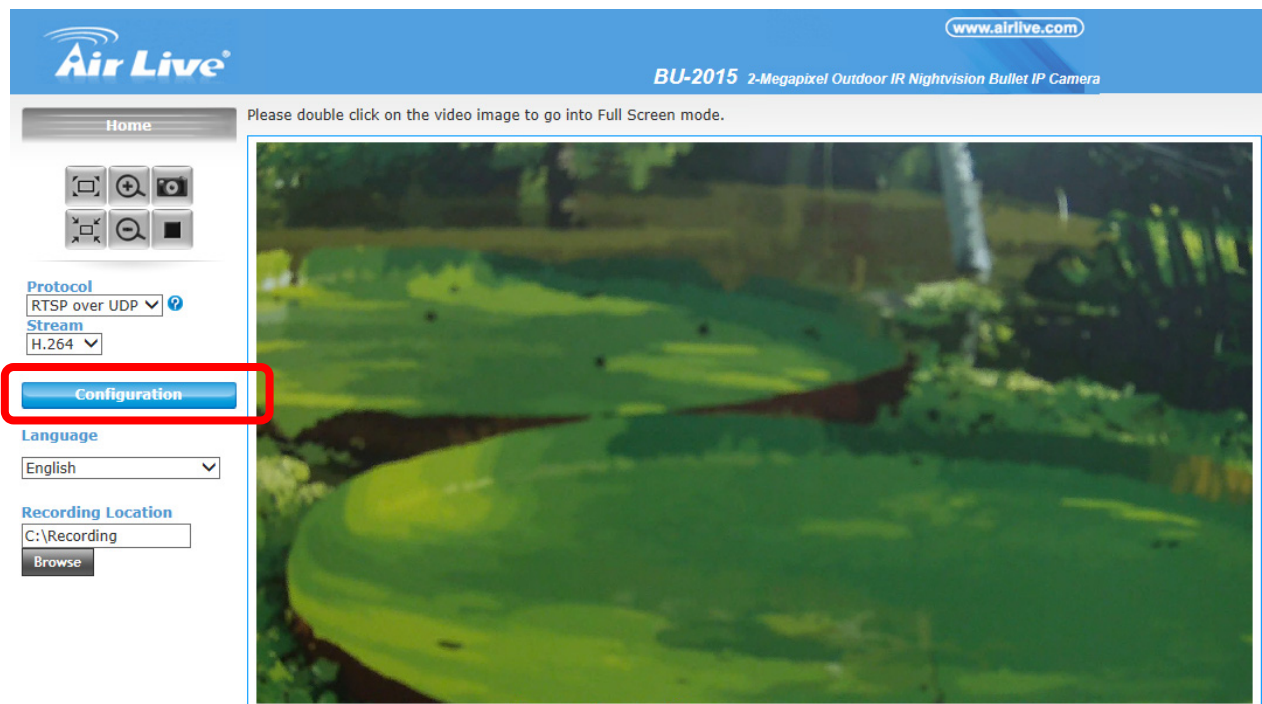 Air Live®
www.airlive.com
BU-2015 2-Megapixel Outdoor IR Nightvision Bullet IP Camera
Home
Please double click on the video image to go into Full Screen mode.
Protocol
RTSP over UDP
Stream
H.264
Configuration
Language
English
Recording Location
C:\Recording
Browse